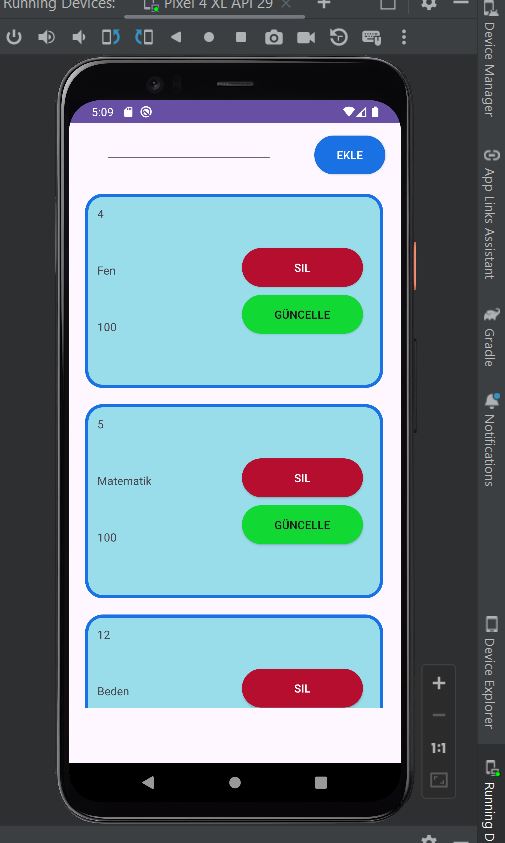 Running Devices:
Pixel 4 XL API 29
5:09
EKLE
4
Fen
SIL
GÜNCELLE
100
5
Matematik
SIL
GÜNCELLE
100
12
Beden
SIL
1:1
Device Manager
App Links Assistant
Gradle
Notifications
Device Explorer
Running D